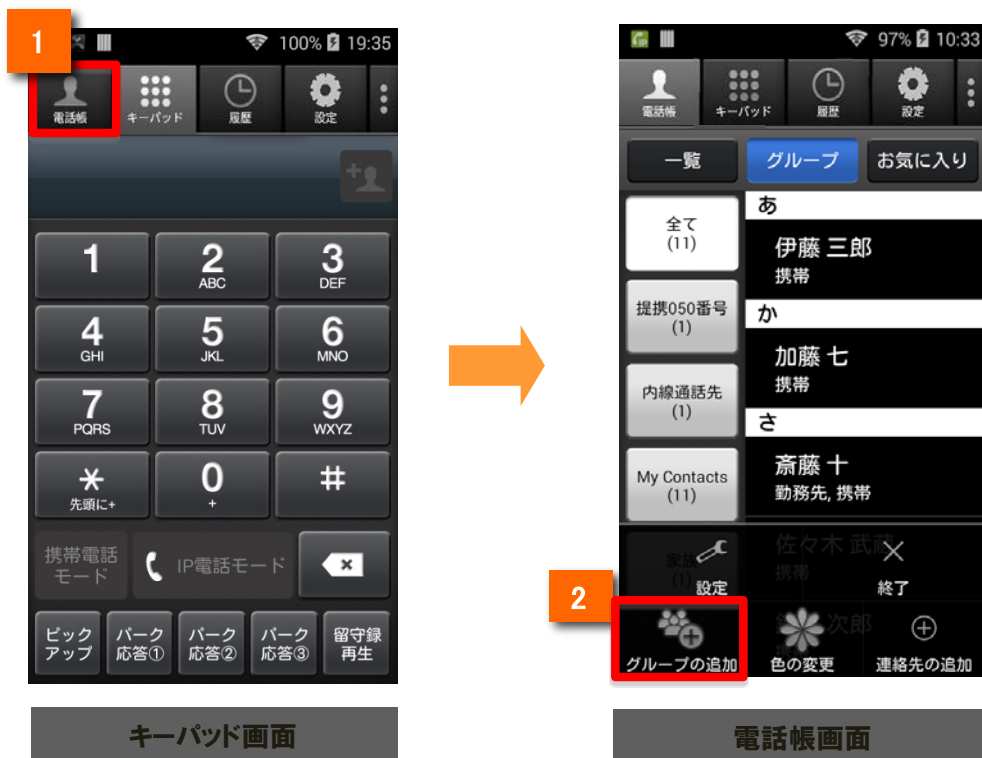 1
100% 19:35
電話帳
キーパッド
履歴
設定
1
2
ABC
3
DEF
4
GHI
5
JKL
6
MNO
7
PQRS
8
TUV
9
WXYZ
先頭に+
0
+
#
携帯電話
モード
IP電話モード
ピック
アップ
パーク
応答①
パーク
応答②
パーク
応答③
留守録
再生
キーパッド画面
IP
97% 10:33
電話帳
キーパッド
履歴
設定
一覧
グループ
お気に入り
全て
(11)
提携050番号
(1)
内線通話先
(1)
My Contacts
(11)
家族
(1)
あ
伊藤 三郎
携帯
か
加藤 七
携帯
さ
斎藤 十
勤務先, 携帯
佐々木 武蔵
携帯
次郎
設定
終了
2
グループの追加
色の変更
連絡先の追加
電話帳画面